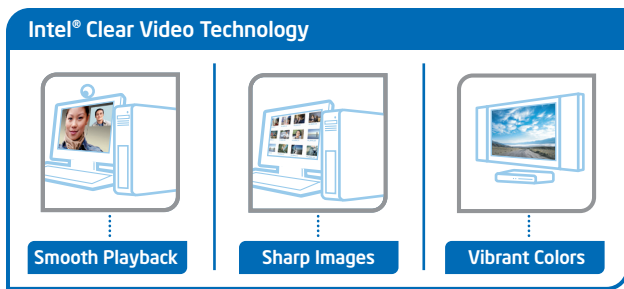 Intel® Clear Video Technology
Smooth Playback
Sharp Images
Vibrant Colors